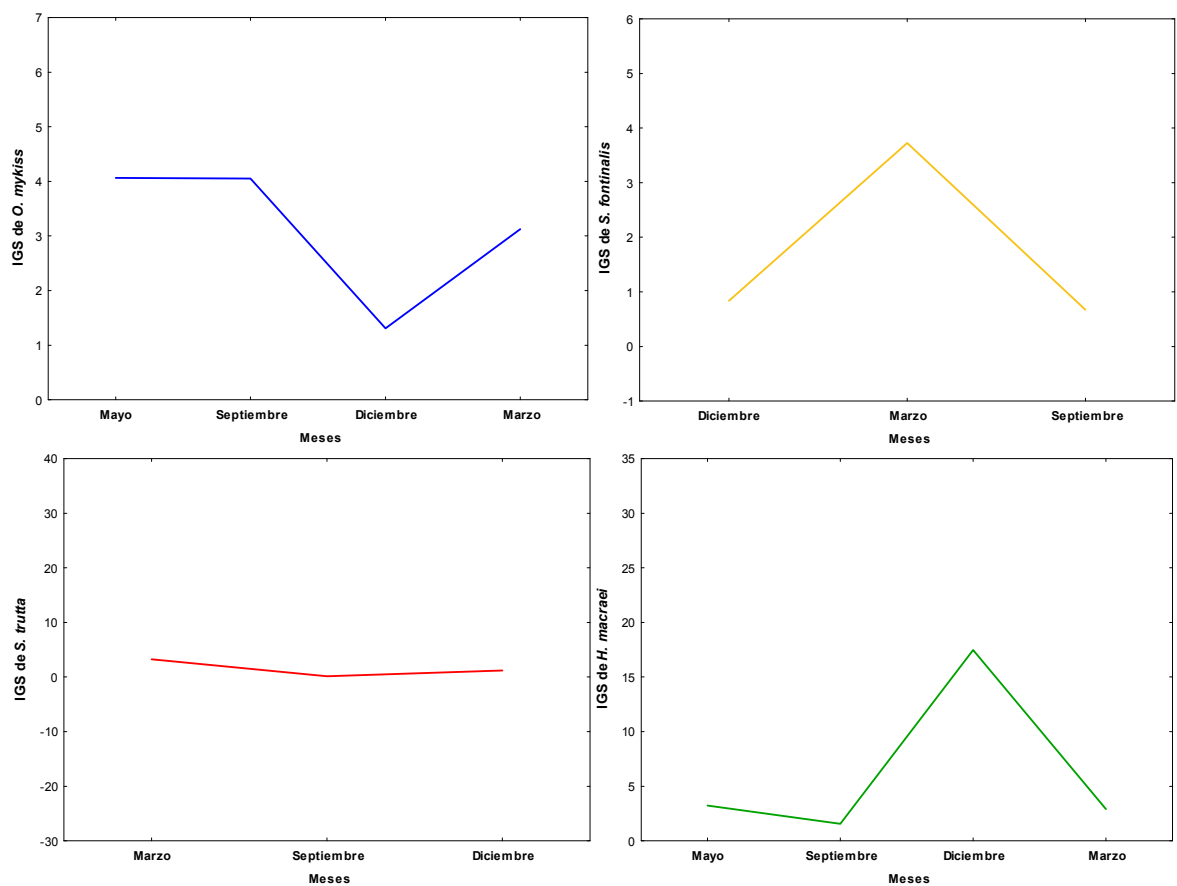 IGS de O. mykiss
7
6
5
4
3
2
1
0
Mayo Septiembre Diciembre Marzo
Meses
IGS de S. fontinalis
6
5
4
3
2
1
0
-1
Diciembre Marzo Septiembre
Meses
IGS de S. trutta
40
30
20
10
0
-10
-20
-30
Marzo Septiembre Diciembre
Meses
IGS de H. macraei
35
30
25
20
15
10
5
0
Mayo Septiembre Diciembre Marzo
Meses